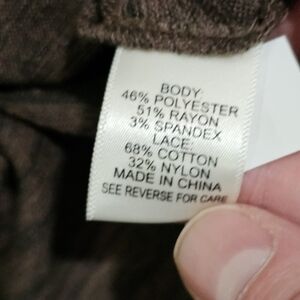 BODY:
46% POLYESTER
51% RAYON
3% SPANDEX
LACE:
68% COTTON
32% NYLON
MADE IN CHINA
SEE REVERSE FOR CARE